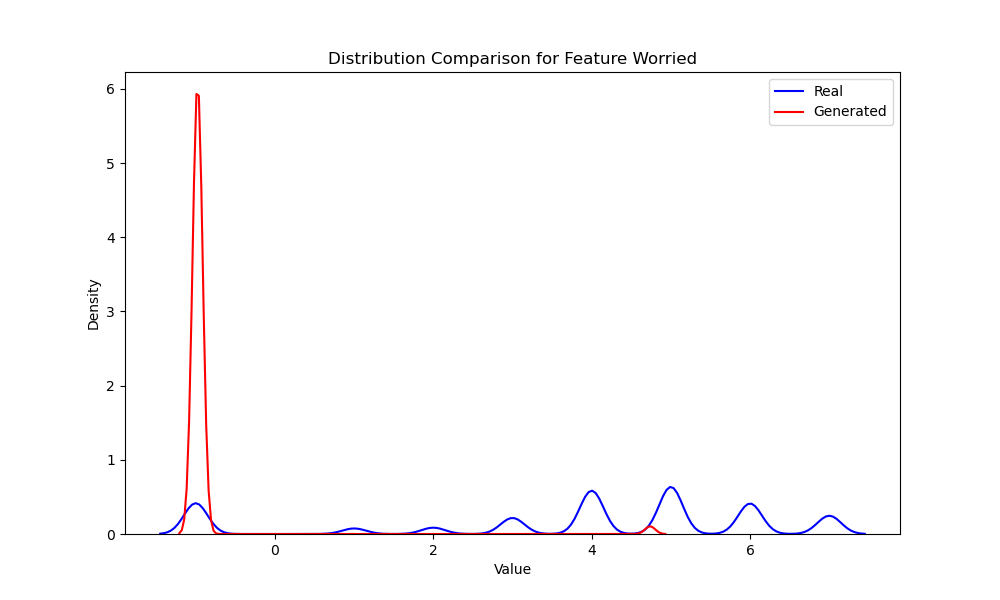 Distribution Comparison for Feature Worried
Real
Generated
6
5
4
3
2
1
0
Density
0
2
4
6
Value